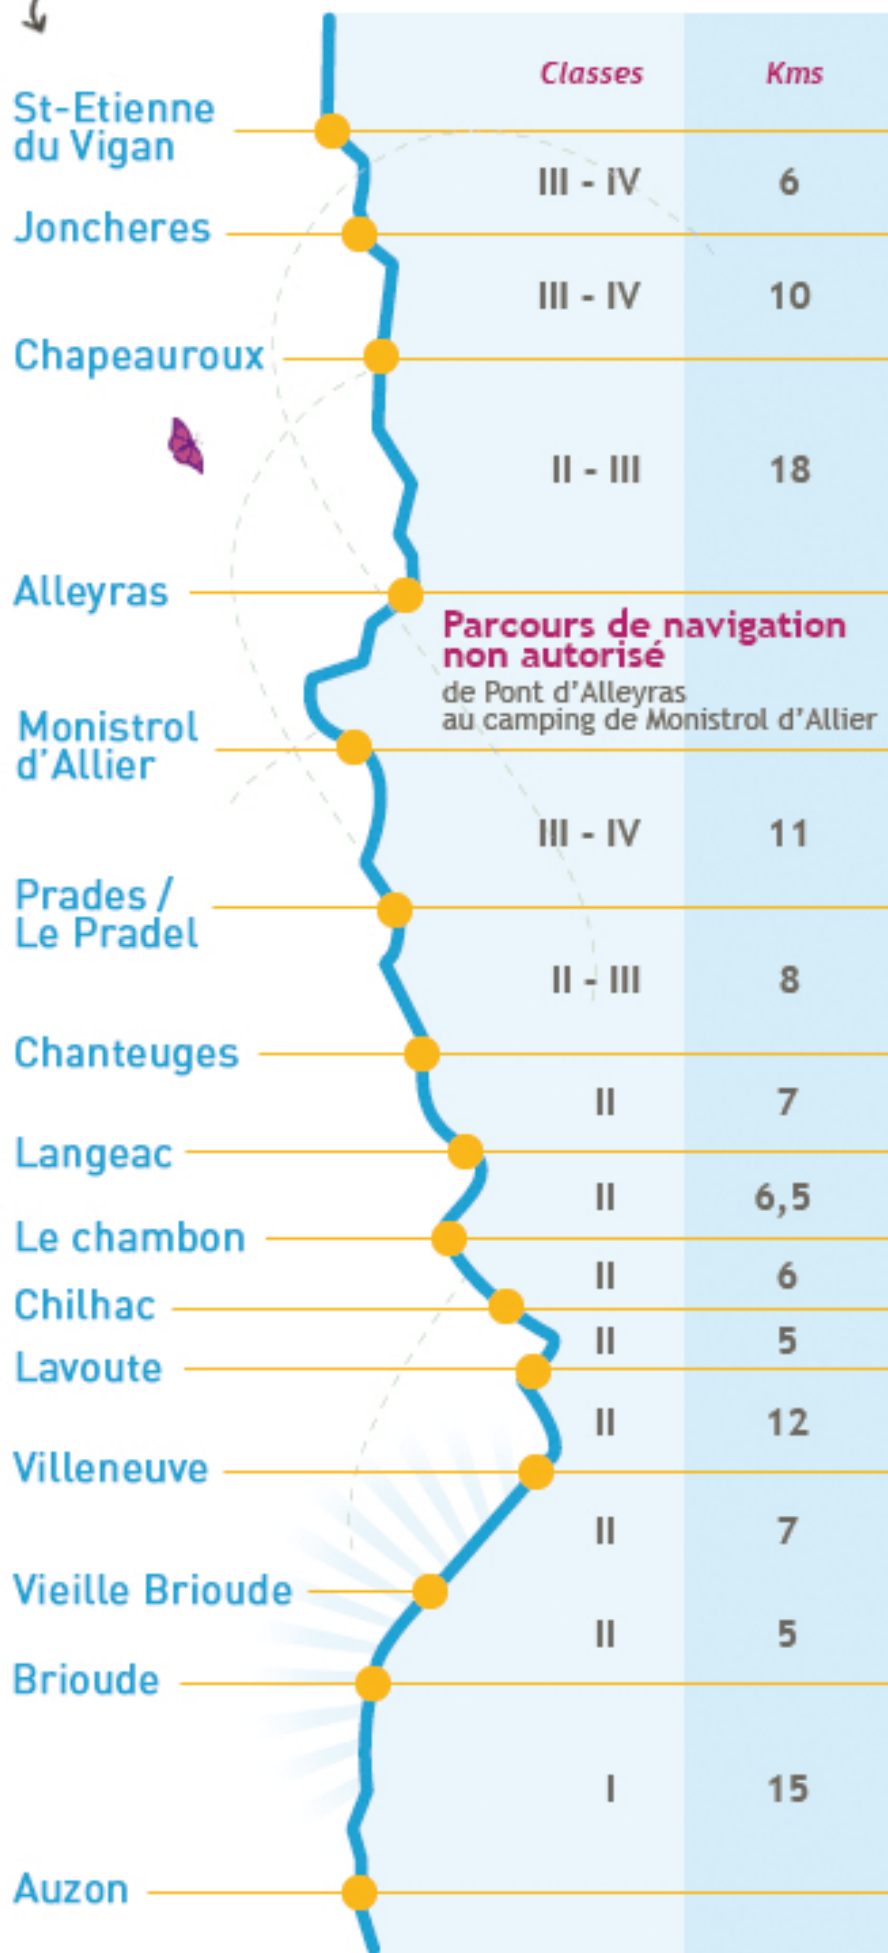 Classes Kms
St-Etienne
du Vigan
III - IV 6
Joncheres
III - IV 10
Chapeauroux
II - III 18
Alleyras
Parcours de navigation
non autorisé
de Pont d'Alleyras
au camping de Monistrol d'Allier
Monistrol
d'Allier
III - IV 11
Prades /
Le Pradel
II - III 8
Chanteuges
II 7
Langeac
II 6,5
Le chambon
II 6
Chilhac
II 5
Lavoute
II 12
Villeneuve
II 7
Vieille Brioude
II 5
Brioude
I 15
Auzon